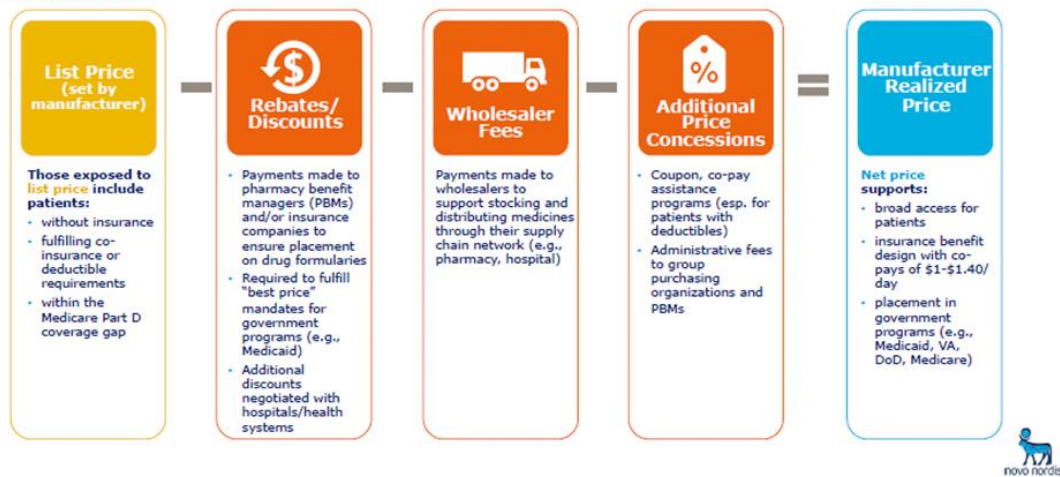 List Price
(set by
manufacturer)
Those exposed to
list price include
patients:
• without insurance
• fulfilling co-
insurance or
deductible
requirements
• within the
Medicare Part D
coverage gap
$
Rebates/
Discounts
• Payments made to
pharmacy benefit
managers (PBMs)
and/or insurance
companies to
ensure placement
on drug formularies
• Required to fulfill
"best price"
mandates for
government
programs (e.g.,
Medicaid)
• Additional
discounts
negotiated with
hospitals/health
systems
Wholesaler
Fees
Payments made to
wholesalers to
support stocking and
distributing medicines
through their supply
chain network (e.g.,
pharmacy, hospital)
%
Additional
Price
Concessions
• Coupon, co-pay
assistance
programs (esp. for
patients with
deductibles)
• Administrative fees
to group
purchasing
organizations and
PBMs
=
Manufacturer
Realized
Price
Net price
supports:
• broad access for
patients
• insurance benefit
design with co-
pays of $1-$1.40/
day
• placement in
government
programs (e.g.,
Medicaid, VA,
DoD, Medicare)
novo nordis